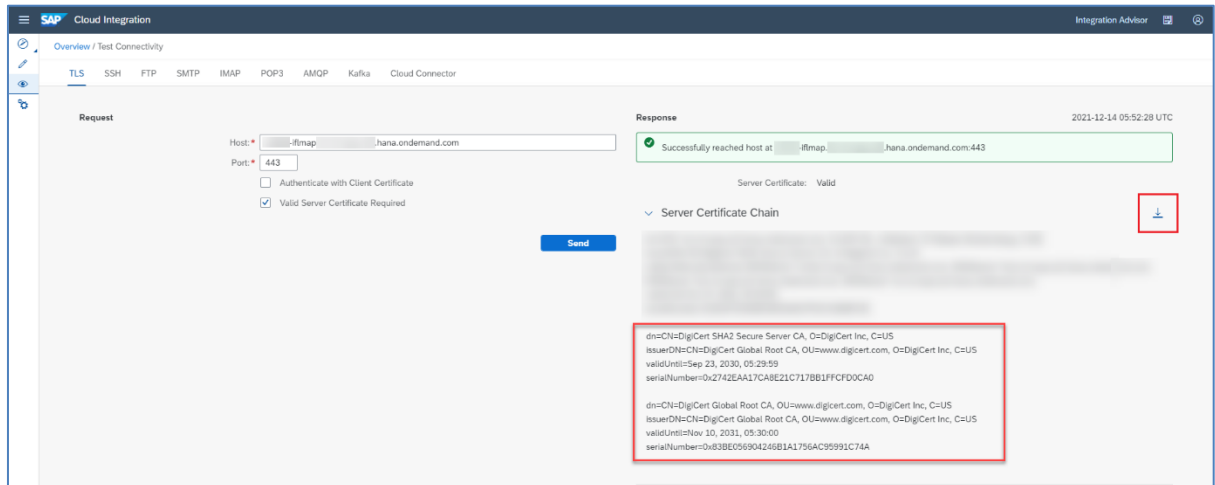 SAP Cloud Integration
Integration Advisor
Overview / Test Connectivity
TLS SSH FTP SMTP IMAP POP3 AMQP Kafka Cloud Connector
Request
Host:* -iflmap .hana.ondemand.com
Port:* 443
Authenticate with Client Certificate
Valid Server Certificate Required
Send
Response 2021-12-14 05:52:28 UTC
Successfully reached host at -iflmap. .hana.ondemand.com:443
Server Certificate: Valid
Server Certificate Chain
dn=CN=DigiCert SHA2 Secure Server CA, O=DigiCert Inc, C=US
issuerDN=CN=DigiCert Global Root CA, OU=www.digicert.com, O=DigiCert Inc, C=US
validUntil=Sep 23, 2030, 05:29:59
serialNumber=0x2742EAA17CA8E21C717BB1FFCFD0CA0
dn=CN=DigiCert Global Root CA, OU=www.digicert.com, O=DigiCert Inc, C=US
issuerDN=CN=DigiCert Global Root CA, OU=www.digicert.com, O=DigiCert Inc, C=US
validUntil=Nov 10, 2031, 05:30:00
serialNumber=0x83BE056904246B1A1756AC95991C74A